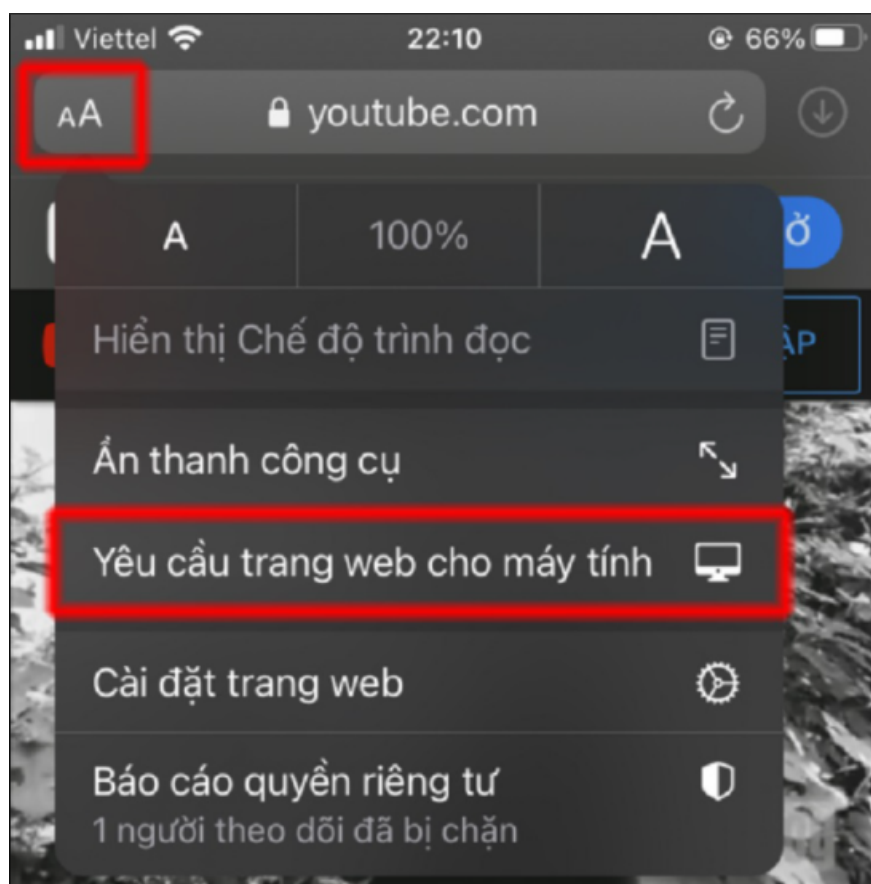 Viettel 22:10 66%
AA youtube.com
A 100% A
ở
Hiển thị Chế độ trình đọc
ẬP
Ẩn thanh công cụ
Yêu cầu trang web cho máy tính
Cài đặt trang web
Báo cáo quyền riêng tư
1 người theo dõi đã bị chặn